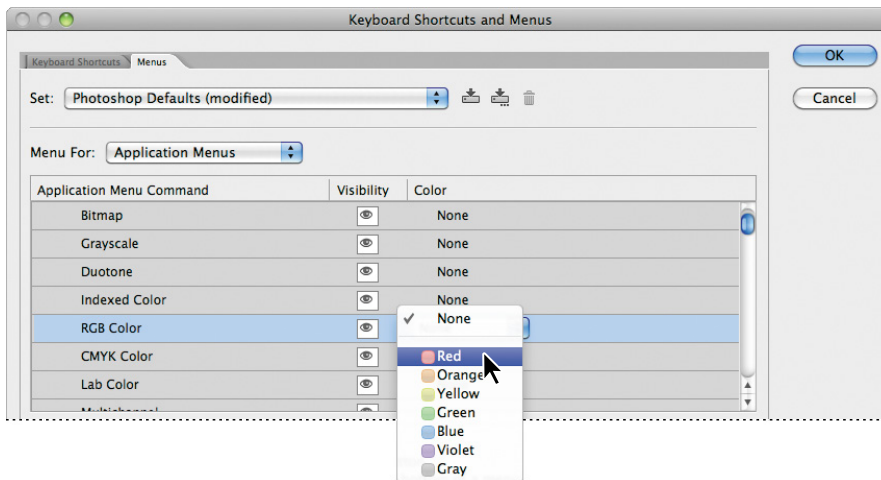 Keyboard Shortcuts and Menus
Keyboard Shortcuts Menus
OK
Set: Photoshop Defaults (modified)
Cancel
Menu For: Application Menus
Application Menu Command Visibility Color
Bitmap None
Grayscale None
Duotone None
Indexed Color None
RGB Color None
CMYK Color Red
Lab Color Orange
Yellow
Multichannel Green
Blue
Violet
Gray